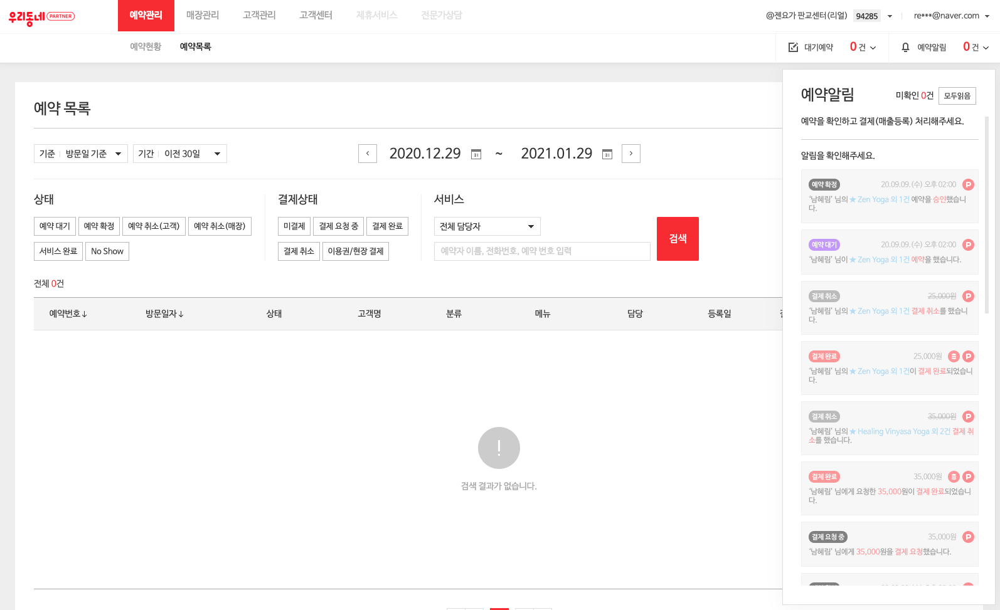 우리동네 PARTNER
예약관리 매장관리 고객관리 고객센터 제휴서비스 전문가상담
@젠요가 판교센터(리얼) 94285 re***@naver.com
예약현황 예약목록
대기예약 0 건 예약알림 0 건
예약 목록
기준 방문일 기준 기간 이전 30일
2020.12.29 31 ~ 2021.01.29 31
상태 결제상태 서비스
예약 대기 예약 확정 예약 취소(고객) 예약 취소(매장)
서비스 완료 No Show
미결제 결제 요청 중 결제 완료
결제 취소 이용권/현장 결제
전체 담당자
예약자 이름, 전화번호, 예약 번호 입력
검색
전체 0건
예약번호↓ 방문일자↓ 상태 고객명 분류 메뉴 담당 등록일
!
검색 결과가 없습니다.
예약알림 미확인 0건 모두읽음
예약을 확인하고 결제(매출등록) 처리해주세요.
알림을 확인해주세요.
예약 확정 20.09.09.(수) 오후 02:00 P
‘남혜림’ 님의 ★ Zen Yoga 외 1건 예약을 승인했습니
다.
예약 대기 20.09.09.(수) 오후 02:00 P
‘남혜림’ 님이 ★ Zen Yoga 외 1건 예약을 했습니다.
결제 취소 25,000원 P
‘남혜림’ 님의 ★ Zen Yoga 외 1건 결제 취소를 했습니
다.
결제 완료 25,000원 P
‘남혜림’ 님의 ★ Zen Yoga 외 1건이 결제 완료되었습니
다.
결제 취소 35,000원 P
‘남혜림’ 님의 ★ Healing Vinyasa Yoga 외 2건 결제 취
소를 했습니다.
결제 완료 35,000원 P
‘남혜림’ 님에게 요청한 35,000원이 결제 완료되었습니
다.
결제 요청 중 35,000원 P
‘남혜림’ 님에게 35,000원을 결제 요청했습니다.